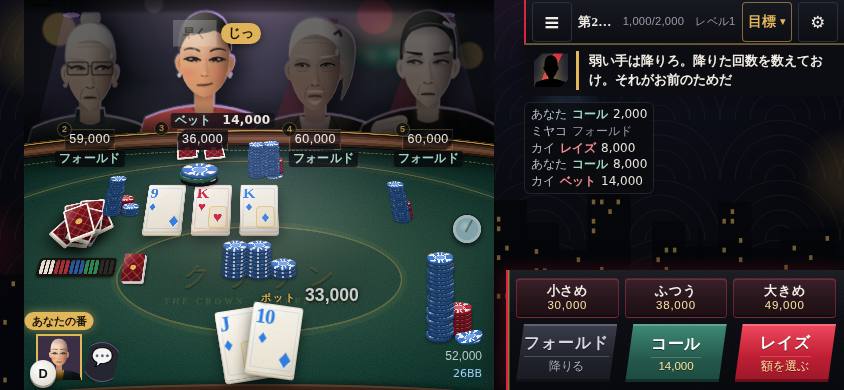 早く
じっ
ベット 14,000
2 59,000
フォールド
3 36,000
4 60,000
フォールド
5 60,000
フォールド
9
K
K
クラウン
THE CROWN
ポット 33,000
J
10
あなたの番
D
52,000
26BB
☰
第2…
1,000/2,000
レベル1
目標 ▾
弱い手は降りろ。降りた回数を数えてお
け。それがお前のためだ
あなた コール 2,000
ミヤコ フォールド
カイ レイズ 8,000
あなた コール 8,000
カイ ベット 14,000
小さめ
30,000
ふつう
38,000
大きめ
49,000
フォールド
降りる
コール
14,000
レイズ
額を選ぶ